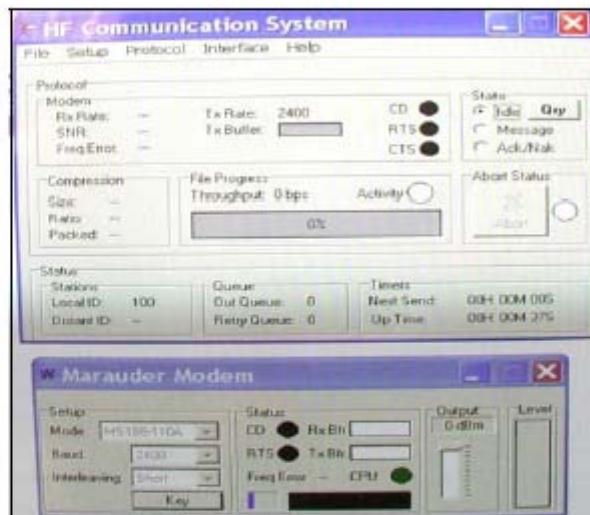 HF Communication System
File Setup Protocol Interface Help
Protocol
Modem
Rx Rate: --
Tx Rate: 2400
CD
SNR: --
Tx Buffer:
RTS
Freq Error: --
CTS
State
Idle
Qry
Message
Ack/Nak
Compression
Size: --
Ratio: --
Packed: --
File Progress
Throughput: 0 bps
Activity
0%
Abort Status
Abort
Status
Stations
Local ID: 100
Distant ID: --
Queue
Out Queue: 0
Retry Queue: 0
Timers
Next Send: 00H 00M 00S
Up Time: 00H 00M 37S
Marauder Modem
Setup
Mode: MS188-110A
Baud: 2400
Interleaving: Short
Key
Status
CD
Rx Bfr
RTS
Tx Bfr
Freq Error --
CPU
Output
0 dBm
Level